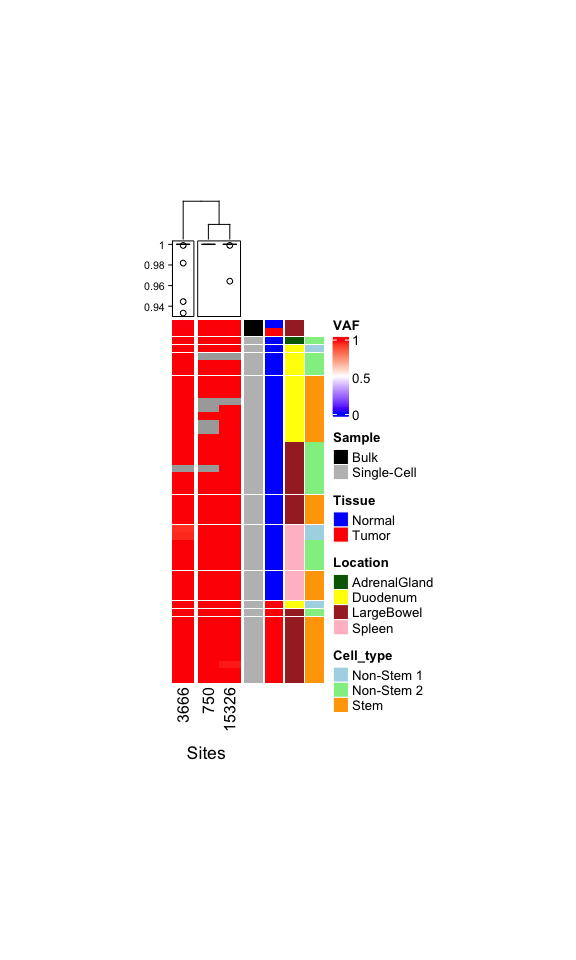 1
0.98
0.96
0.94
VAF
1
0.5
0
Sample
Bulk
Single-Cell
Tissue
Normal
Tumor
Location
AdrenalGland
Duodenum
LargeBowel
Spleen
Cell_type
Non-Stem 1
Non-Stem 2
Stem
3666
750
15326
Sites